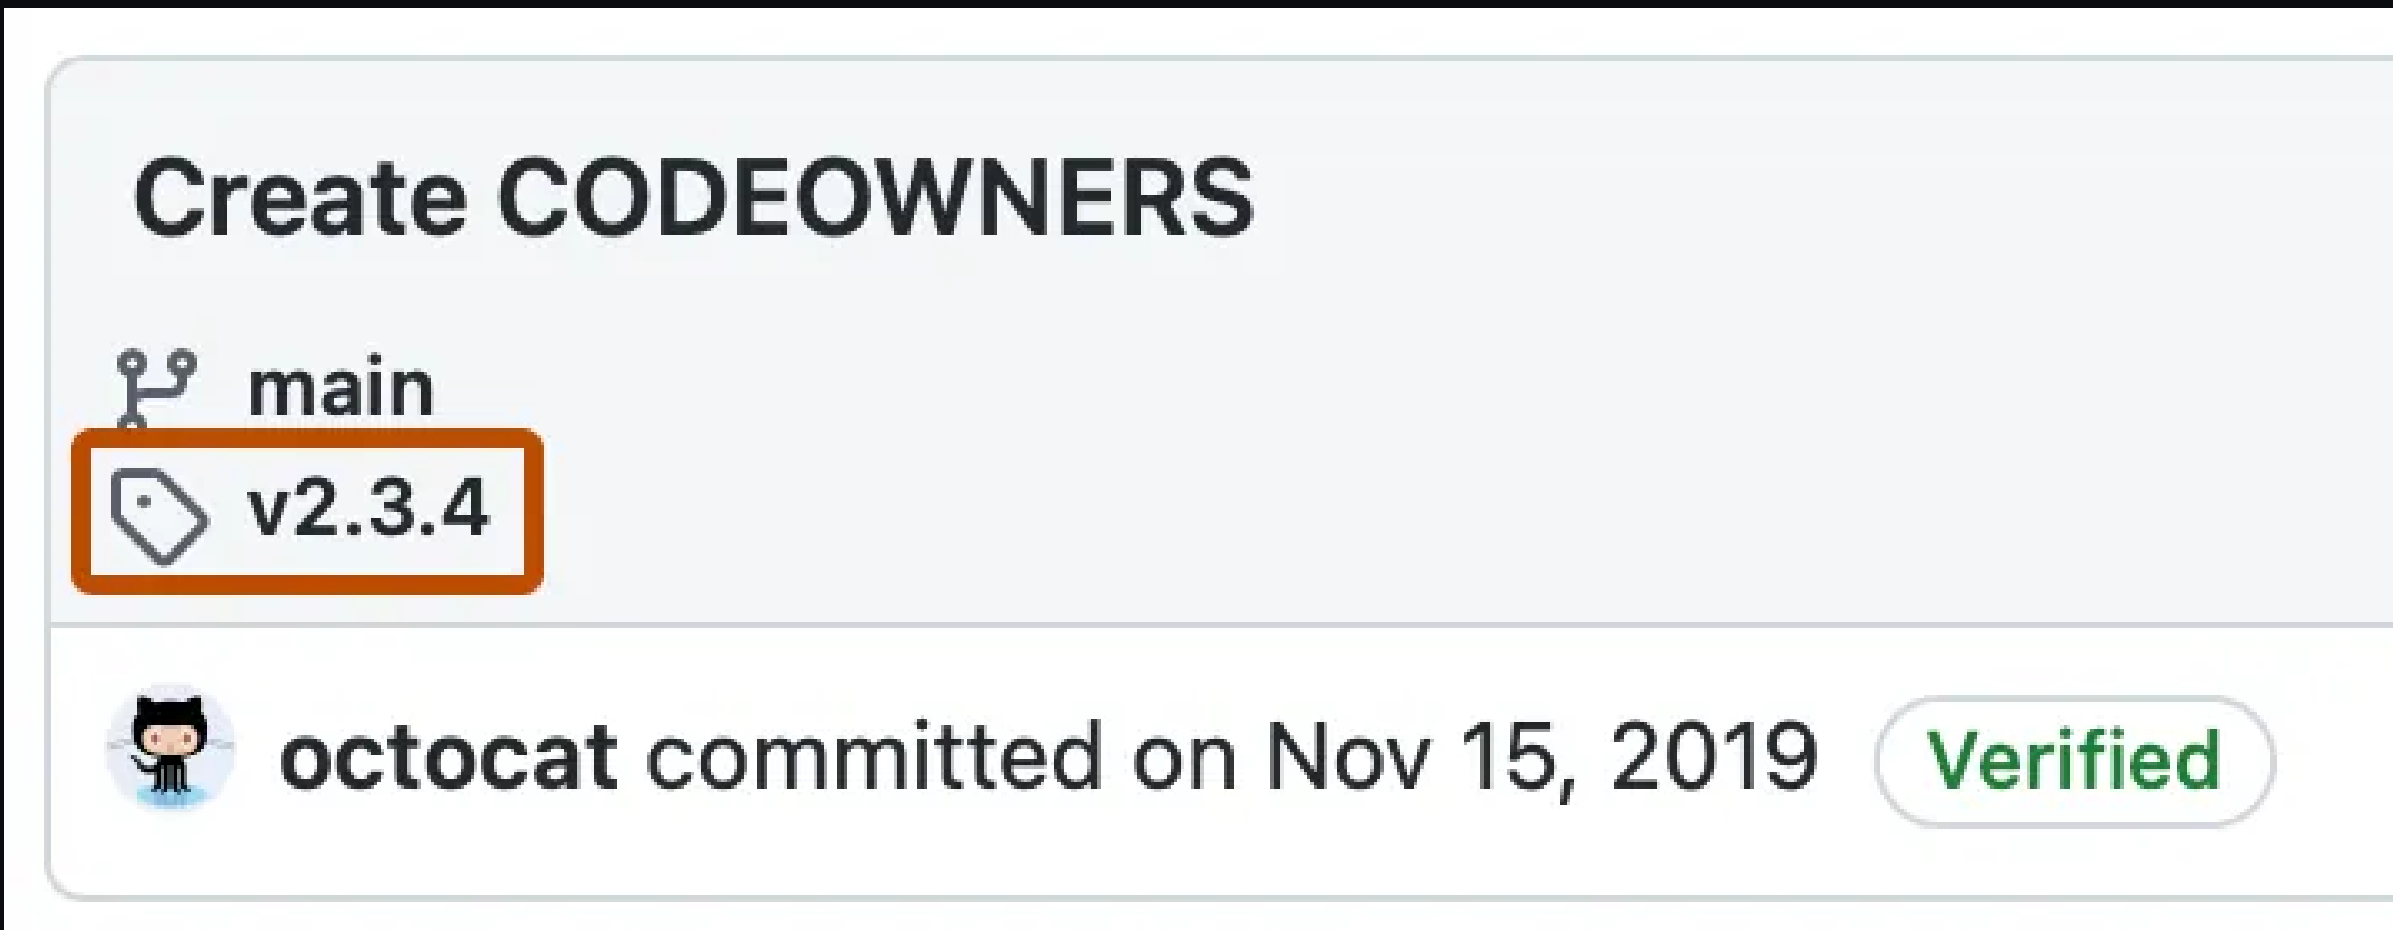 Create CODEOWNERS
main
v2.3.4
octocat committed on Nov 15, 2019 Verified